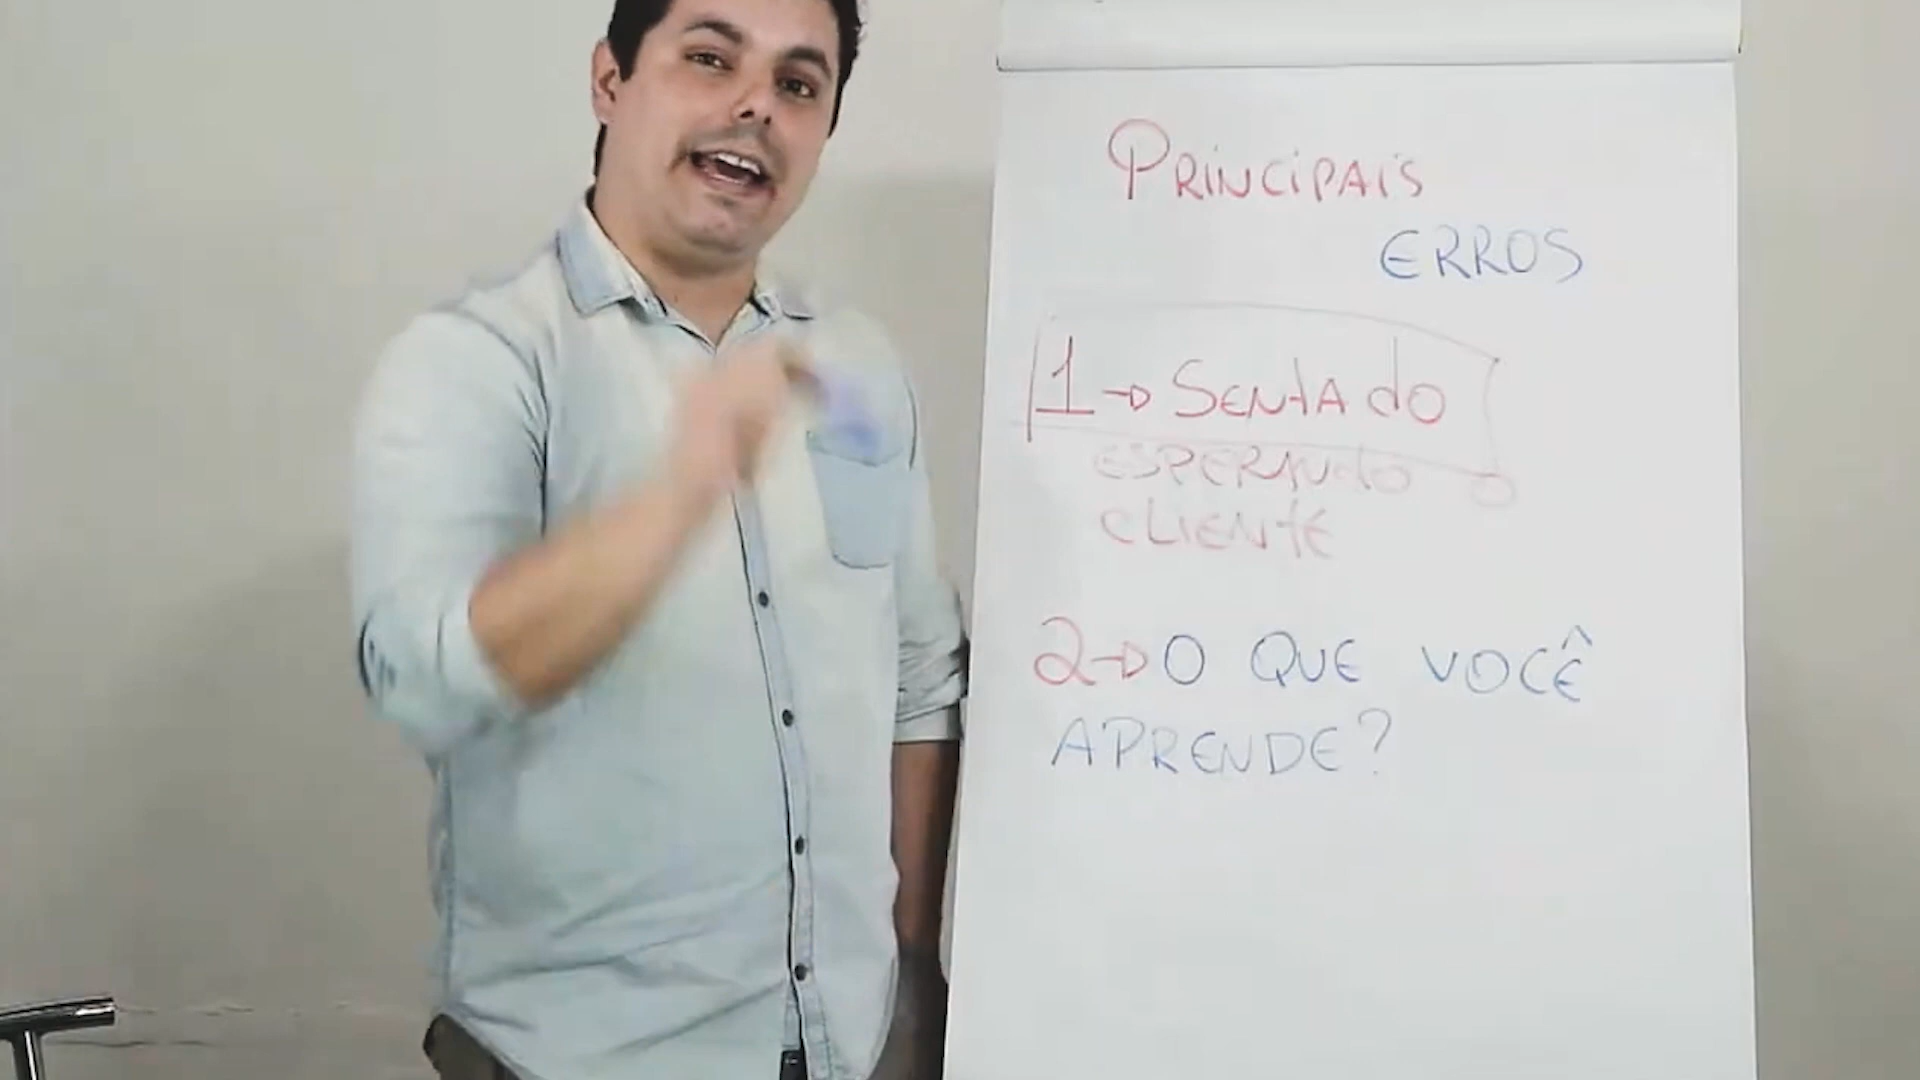 PRINCIPAIS
ERROS
1→ SENTADO
ESPERANDO
CLIENTE
2→ O QUE VOCÊ
APRENDE?